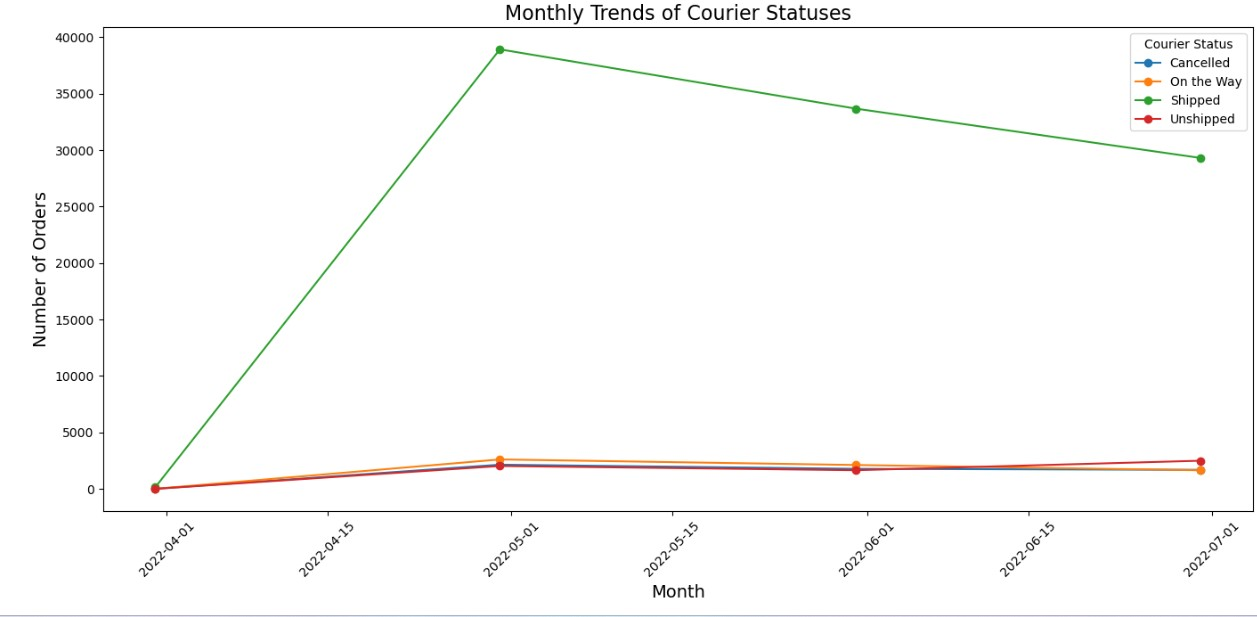 Monthly Trends of Courier Statuses
40000
35000
30000
25000
20000
15000
10000
5000
0
Number of Orders
Courier Status
Cancelled
On the Way
Shipped
Unshipped
2022-04-01
2022-04-15
2022-05-01
2022-05-15
2022-06-01
2022-06-15
2022-07-01
Month